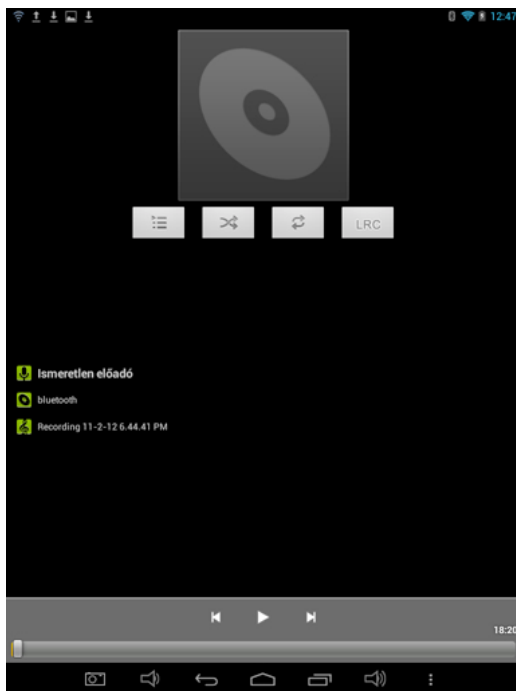 12:47
LRC
Ismeretlen előadó
bluetooth
Recording 11-2-12 6.44.41 PM
18:20